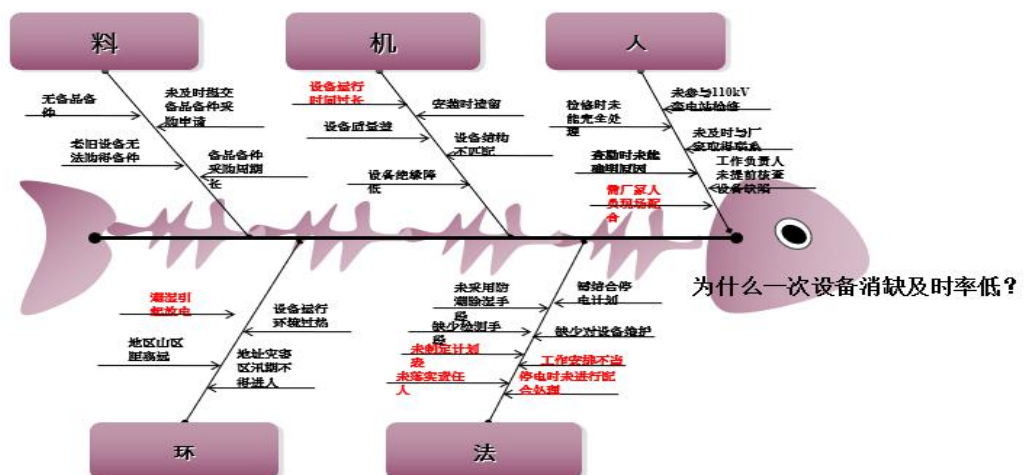 料
机
人
无备品备
件
未及时提交
备品备件采
购申请
老旧设备无
法购得备件
备品备件
采购周期
长
设备运行
时间过长
安装时遗留
设备质量差
设备结构
不匹配
设备绝缘降
低
未参与110kV
变电站检修
检修时未
能完全处
理
未及时与厂
家取得联系
查勘时未能
确明原因
工作负责人
未提前核查
设备缺陷
需厂家人
员现场配
合
为什么一次设备消缺及时率低？
潮湿引
起放电
设备运行
环境过热
地区山区
距离远
地址灾害
区汛期不
得进入
未采用防
潮除湿手
段
需结合停
电计划
缺少检测手
段
缺少对设备维护
未制定计划
表
工作安排不当
未落实责任
人
停电时未进行配
合处理
环
法